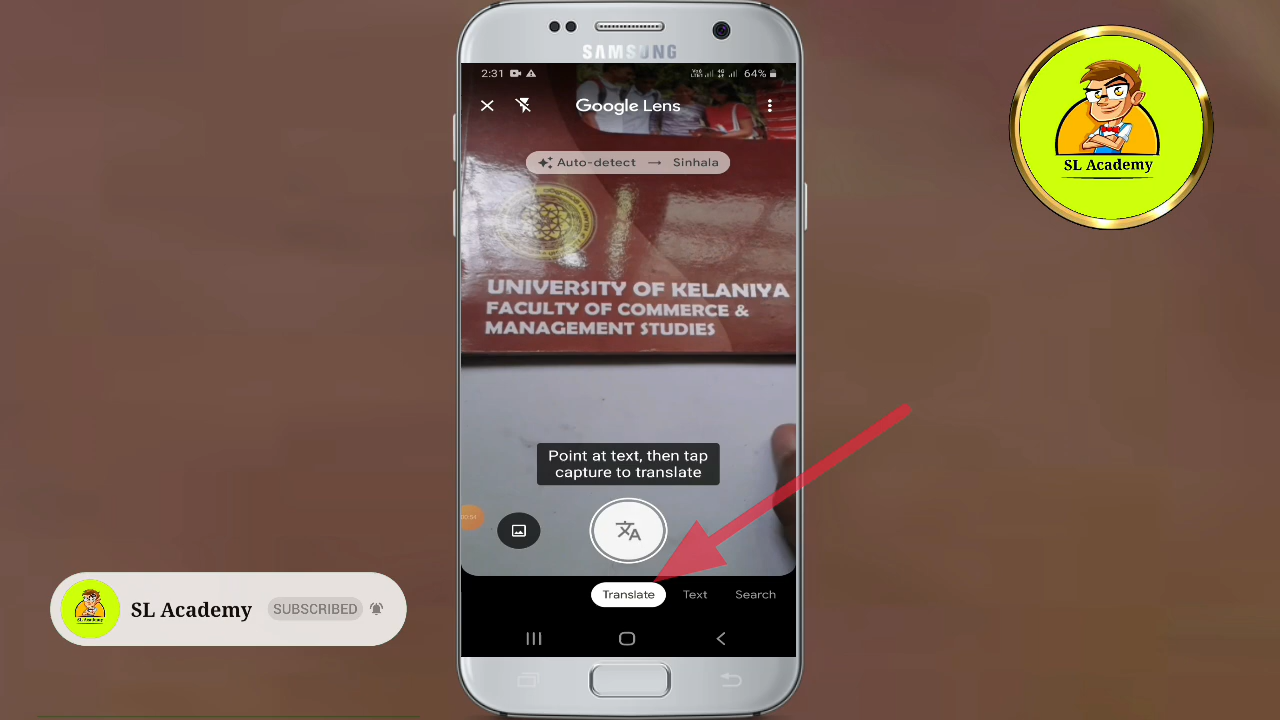 SAMSUNG
2:31
64%
Google Lens
Auto-detect → Sinhala
UNIVERSITY OF KELANIYA
FACULTY OF COMMERCE &
MANAGEMENT STUDIES
Point at text, then tap
capture to translate
Translate Text Search
SL Academy
SL Academy SUBSCRIBED